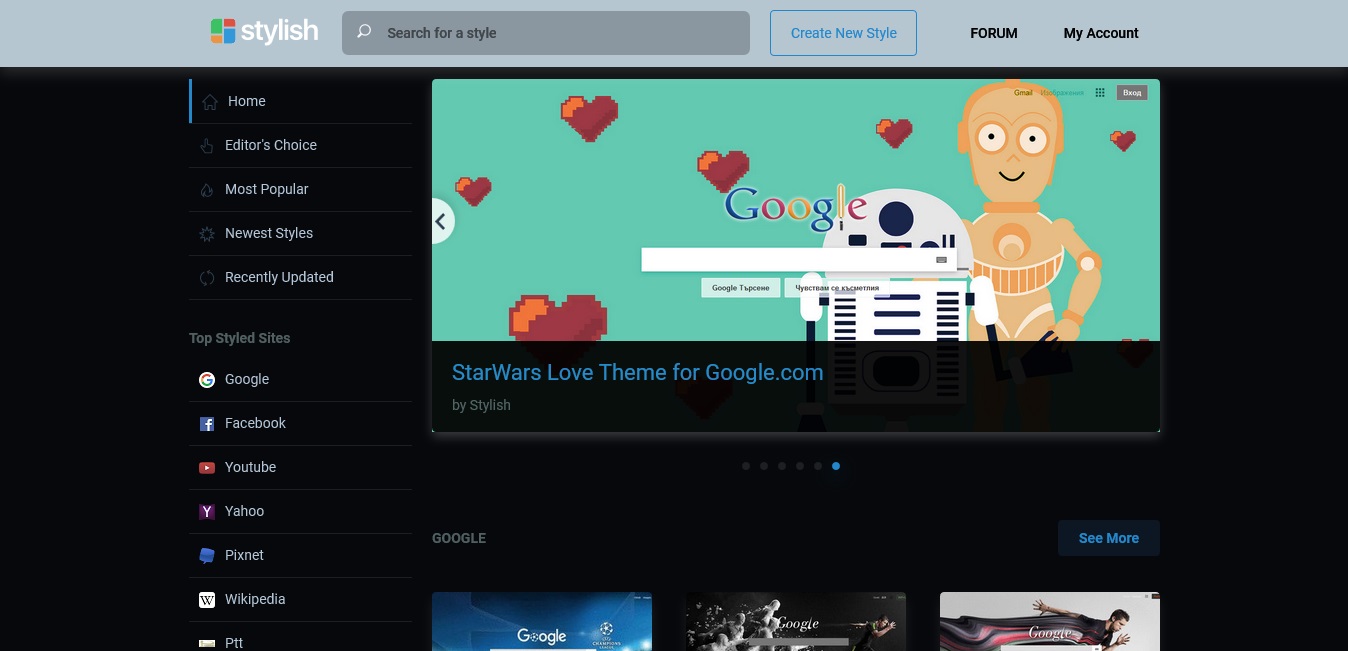 stylish
Search for a style
Create New Style
FORUM
My Account
Home
Editor's Choice
Most Popular
Newest Styles
Recently Updated
Top Styled Sites
Google
Facebook
Youtube
Yahoo
Pixnet
Wikipedia
Ptt
Gmail Изображения
Вход
Google
Google Търсене
Чувствам се късметлия
StarWars Love Theme for Google.com
by Stylish
GOOGLE
See More
Google
CHAMPIONS
LEAGUE
Google
Google